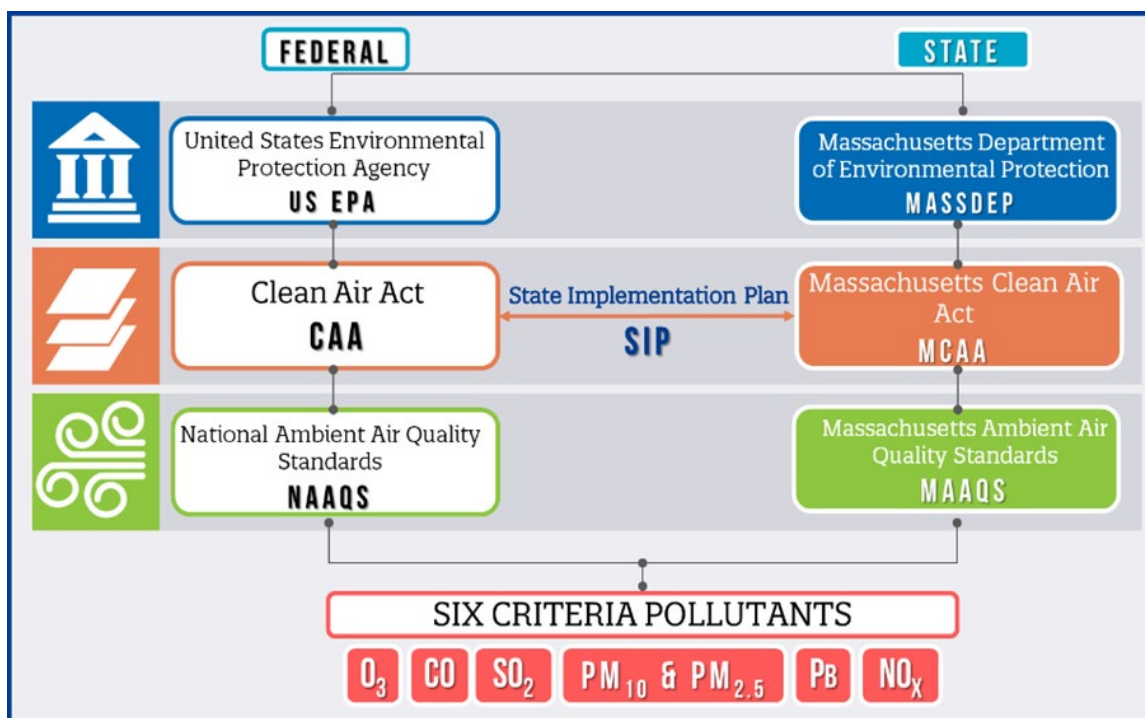 FEDERAL
STATE
United States Environmental
Protection Agency
US EPA
Massachusetts Department
of Environmental Protection
MASSDEP
Clean Air Act
CAA
State Implementation Plan
SIP
Massachusetts Clean Air
Act
MCAA
National Ambient Air Quality
Standards
NAAQS
Massachusetts Ambient Air
Quality Standards
MAAQS
SIX CRITERIA POLLUTANTS
O₃ CO SO₂ PM₁₀ & PM₂.₅ PB NOₓ